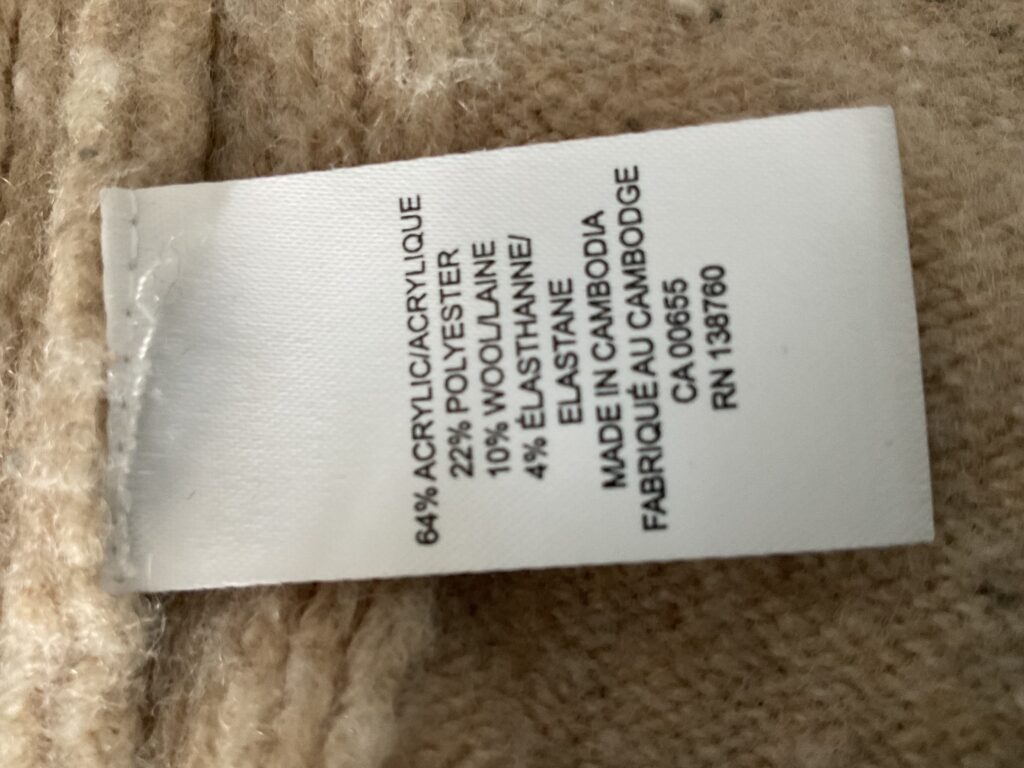 64% ACRYLIC/ACRYLIQUE
22% POLYESTER
10% WOOL/LAINE
4% ÉLASTHANNE/
ELASTANE
MADE IN CAMBODIA
FABRIQUÉ AU CAMBODGE
CA 00655
RN 138760